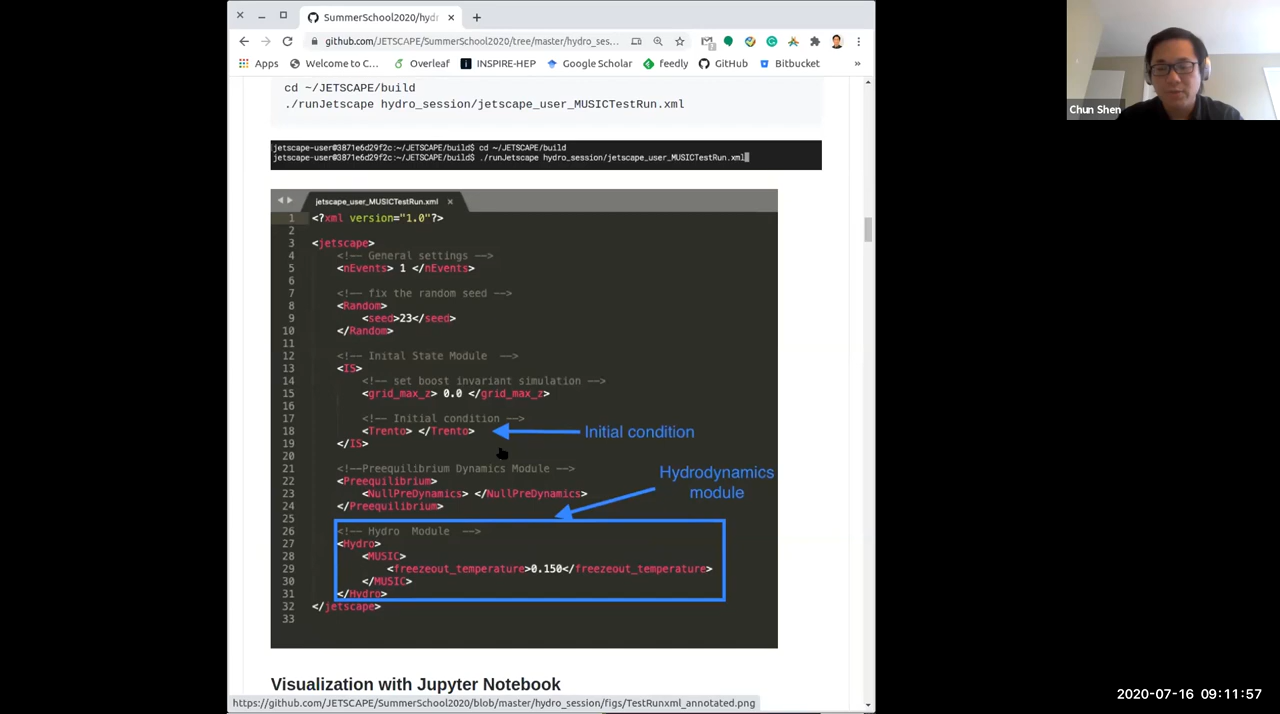 SummerSchool2020/hydr
github.com/JETSCAPE/SummerSchool2020/tree/master/hydro_ses...
Apps
Welcome to C...
Overleaf
INSPIRE-HEP
Google Scholar
feedly
GitHub
Bitbucket
»
cd ~/JETSCAPE/build
./runJetscape hydro_session/jetscape_user_MUSICTestRun.xml
jetscape-user@3871e6d29f2c:~/JETSCAPE/build$ cd ~/JETSCAPE/build
jetscape-user@3871e6d29f2c:~/JETSCAPE/build$ ./runJetscape hydro_session/jetscape_user_MUSICTestRun.xml
jetscape_user_MUSICTestRun.xml
1 <?xml version="1.0"?>
2
3 <jetscape>
4 <!-- General settings -->
5 <nEvents> 1 </nEvents>
6
7 <!-- fix the random seed -->
8 <Random>
9 <seed>23</seed>
10 </Random>
11
12 <!-- Inital State Module -->
13 <IS>
14 <!-- set boost invariant simulation -->
15 <grid_max_z> 0.0 </grid_max_z>
16
17 <!-- Initial condition -->
18 <Trento> </Trento>
Initial condition
19 </IS>
20
21 <!--Preequilibrium Dynamics Module -->
22 <Preequilibrium>
23 <NullPreDynamics> </NullPreDynamics>
24 </Preequilibrium>
Hydrodynamics
module
25
26 <!-- Hydro Module -->
27 <Hydro>
28 <MUSIC>
29 <freezeout_temperature>0.150</freezeout_temperature>
30 </MUSIC>
31 </Hydro>
32 </jetscape>
33
Visualization with Jupyter Notebook
https://github.com/JETSCAPE/SummerSchool2020/blob/master/hydro_session/figs/TestRunxml_annotated.png
Chun Shen
2020-07-16 09:11:57